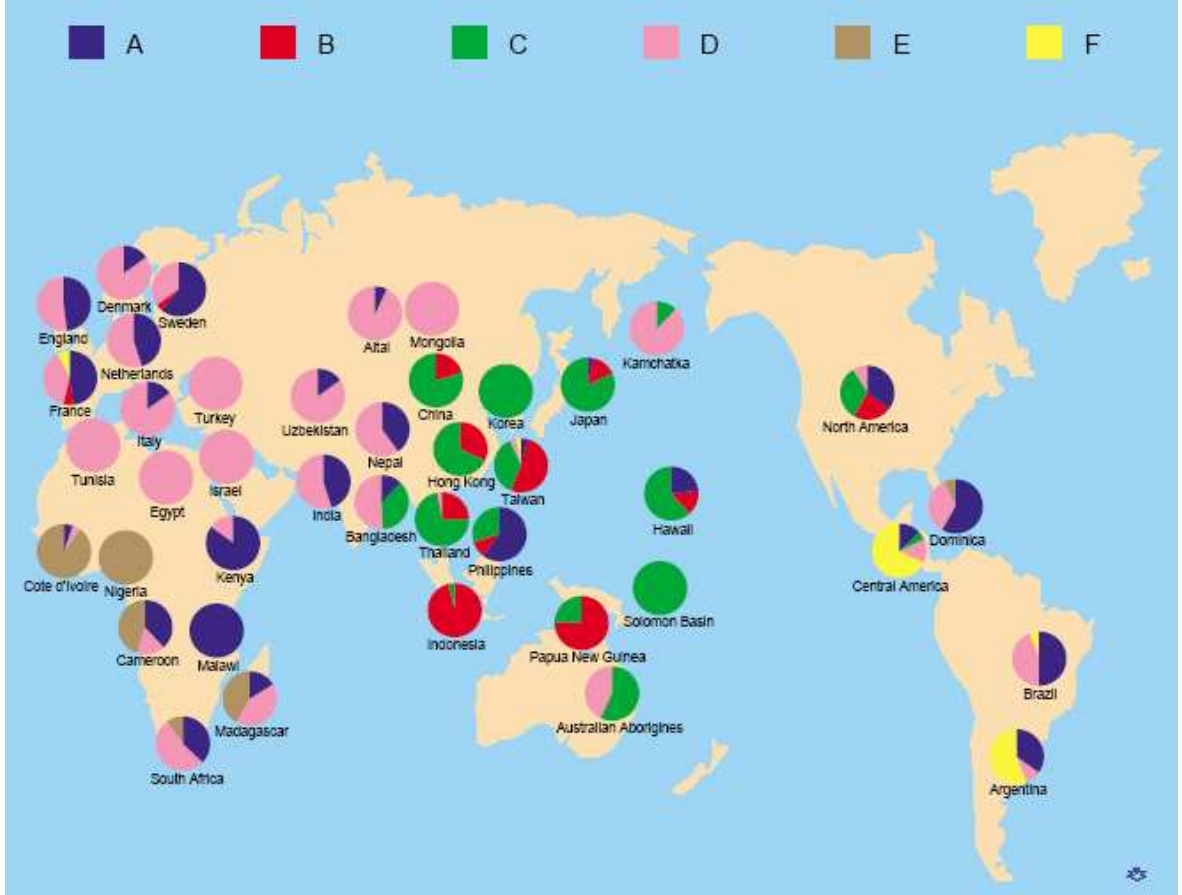 A B C D E F
Denmark
Sweden
England
Netherlands
France
Italy
Turkey
Tunisia
Egypt
Israel
Altai
Mongolia
Kamchatka
Uzbekistan
China
Korea
Japan
Nepal
Hong Kong
Taiwan
India
Bangladesh
Thailand
Philippines
Hawaii
North America
Dominica
Central America
Cote d'Ivoire
Nigeria
Kenya
Cameroon
Malawi
Indonesia
Papua New Guinea
Solomon Basin
Madagascar
Australian Aborigines
South Africa
Brazil
Argentina